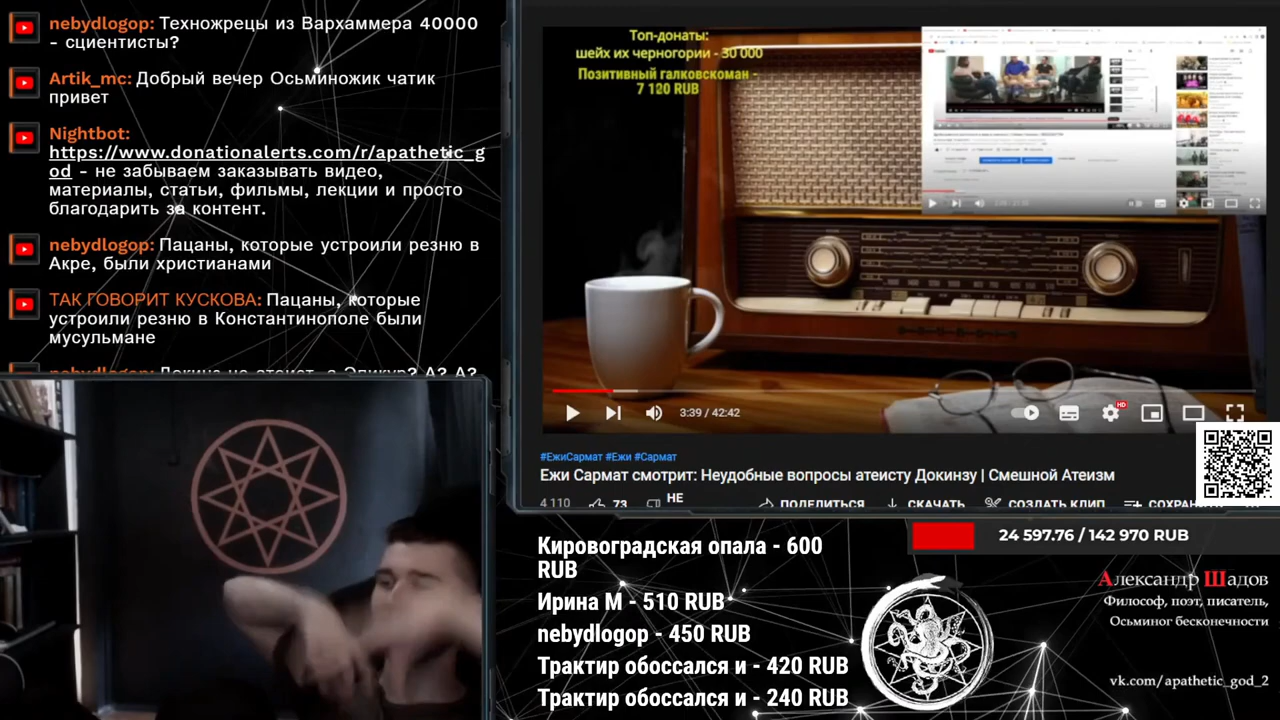 nebydlogop: Техножрецы из Вархаммера 40000
- сциентисты?
Artik_mc: Добрый вечер Осьминожик чатик
привет
Nightbot:
od - не забываем заказывать видео,
материалы, статьи, фильмы, лекции и просто
благодарить за контент.
nebydlogop: Пацаны, которые устроили резню в
Акре, были христианами
ТАК ГОВОРИТ КУСКОВА: Пацаны, которые
устроили резню в Константинополе были
мусульмане
Топ-донаты:
шейх их черногории - 30 000
Позитивный галковскоман -
7 120 RUB
3:39 / 42:42
HD
#ЕжиСармат #Ежи #Сармат
Ежи Сармат смотрит: Неудобные вопросы атеисту Докинзу | Смешной Атеизм
4 110
73
НЕ
ПОДЕЛИТЬСЯ
СКАЧАТЬ
СОЗДАТЬ КЛИП
Кировоградская опала - 600
RUB
Ирина М - 510 RUB
nebydlogop - 450 RUB
Трактир обоссался и - 420 RUB
Трактир обоссался и - 240 RUB
24 597.76 / 142 970 RUB
Александр Шадов
Философ, поэт, писатель,
Осьминог бесконечности
vk.com/apathetic_god_2